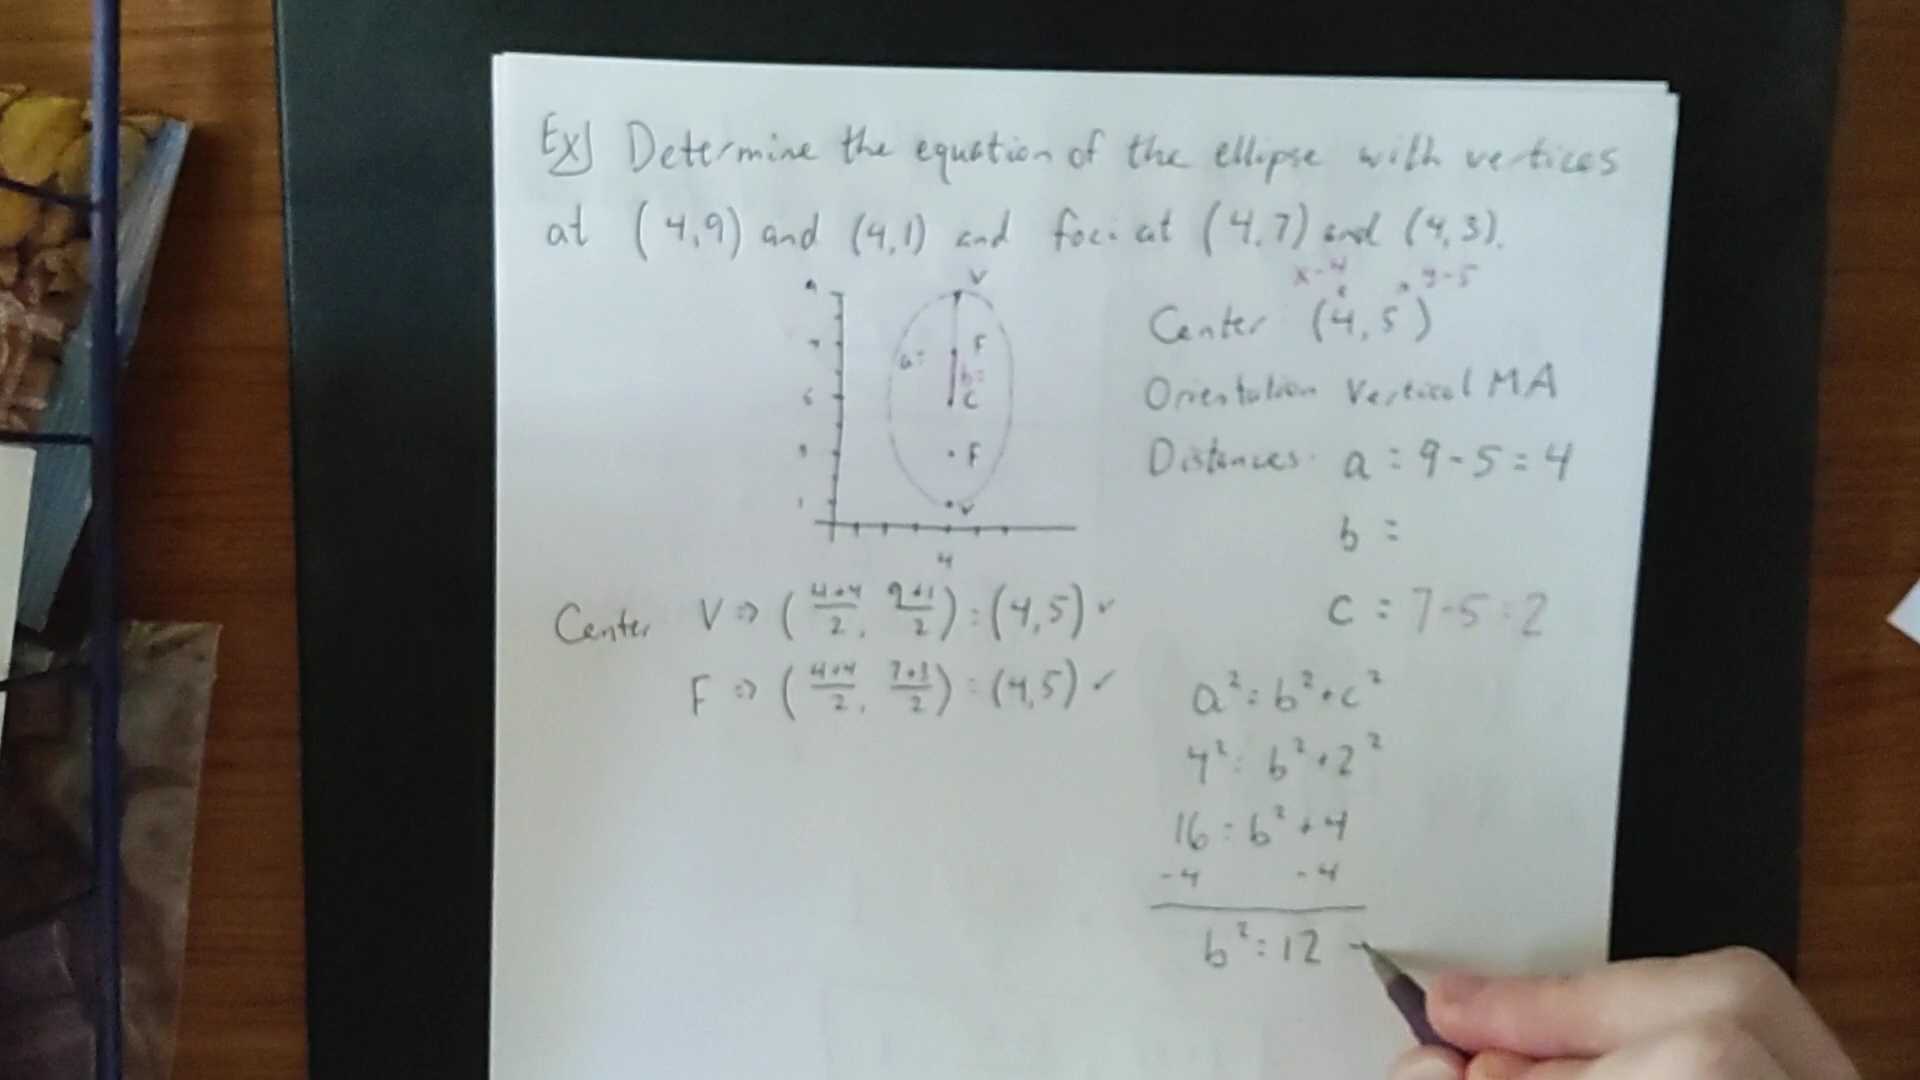 Ex) Determine the equation of the ellipse with vertices
at (4,9) and (4,1) and foci at (4,7) and (4,3).
x-4 y-5
Center (4,5)
Orientation Vertical MA
Distances: a = 9-5 = 4
b =
c = 7-5 = 2
V
F
a=
b=
C
F
V
4
Center V => (4+4/2, 9+1/2) = (4,5) ✓
F => (4+4/2, 7+3/2) = (4,5) ✓
a² = b² + c²
4² = b² + 2²
16 = b² + 4
-4 -4
b² = 12